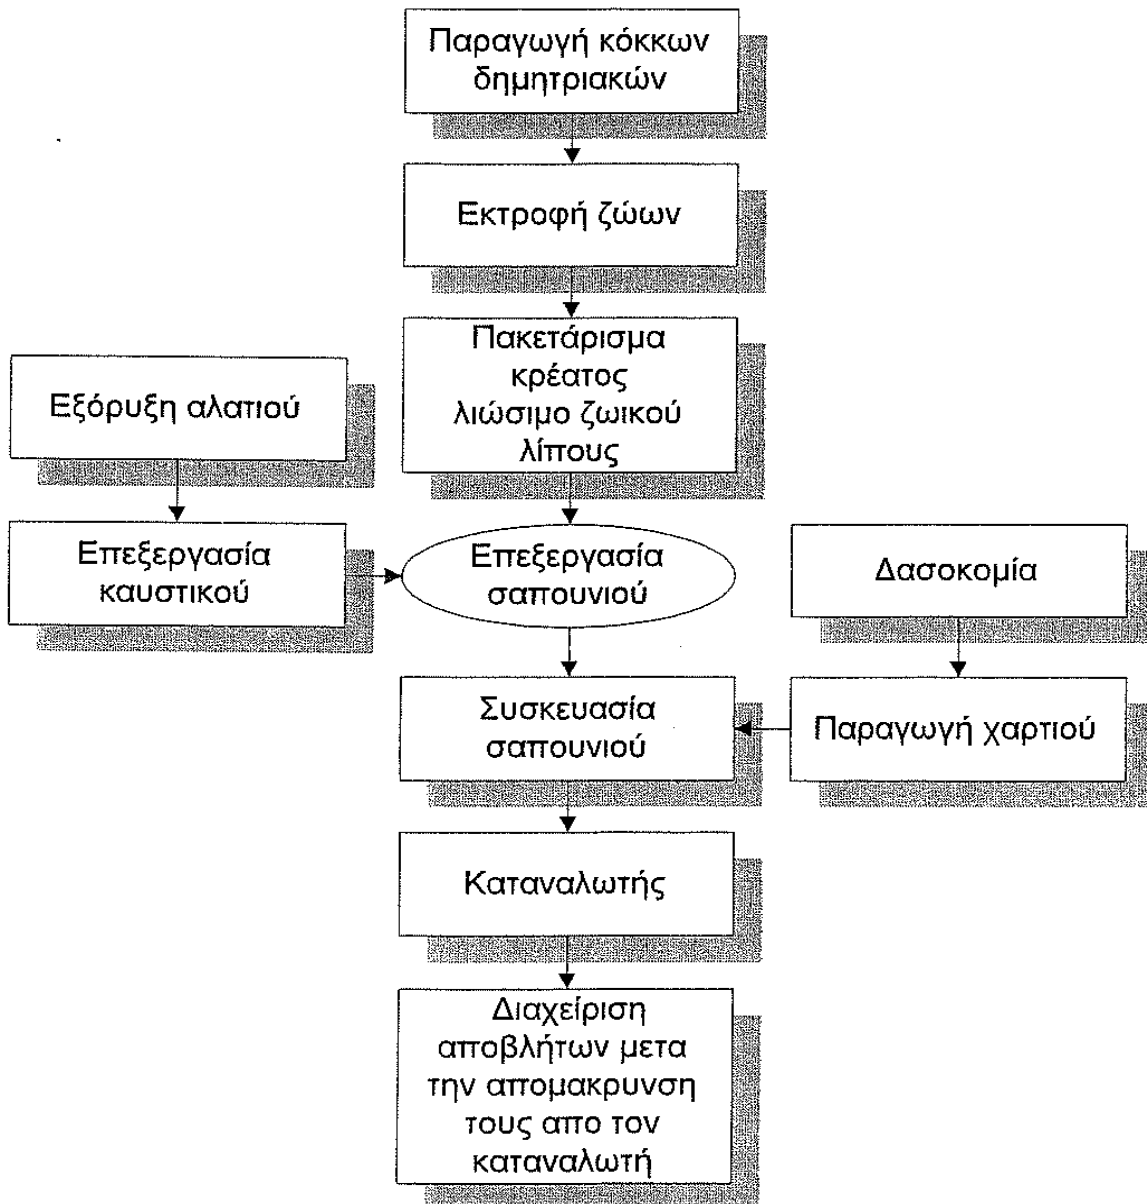 Παραγωγή κόκκων
δημητριακών
Εκτροφή ζώων
Πακετάρισμα
κρέατος
λιώσιμο ζωικού
λίπους
Εξόρυξη αλατιού
Επεξεργασία
καυστικού
Επεξεργασία
σαπουνιού
Δασοκομία
Συσκευασία
σαπουνιού
Παραγωγή χαρτιού
Καταναλωτής
Διαχείριση
αποβλήτων μετα
την απομακρυνση
τους απο τον
καταναλωτή